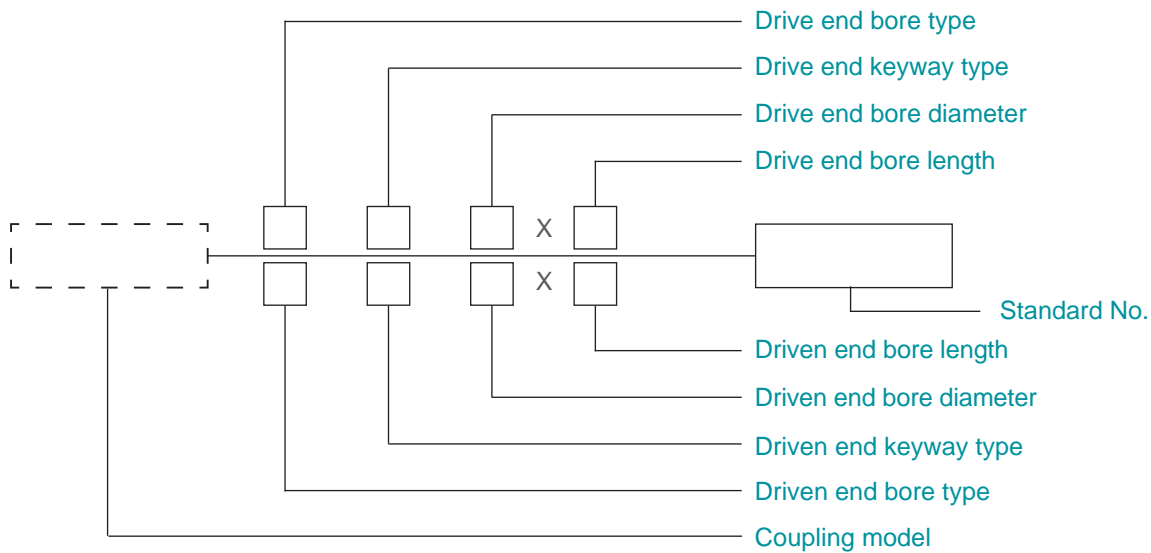 Drive end bore type
Drive end keyway type
Drive end bore diameter
Drive end bore length
X
X
Standard No.
Driven end bore length
Driven end bore diameter
Driven end keyway type
Driven end bore type
Coupling model